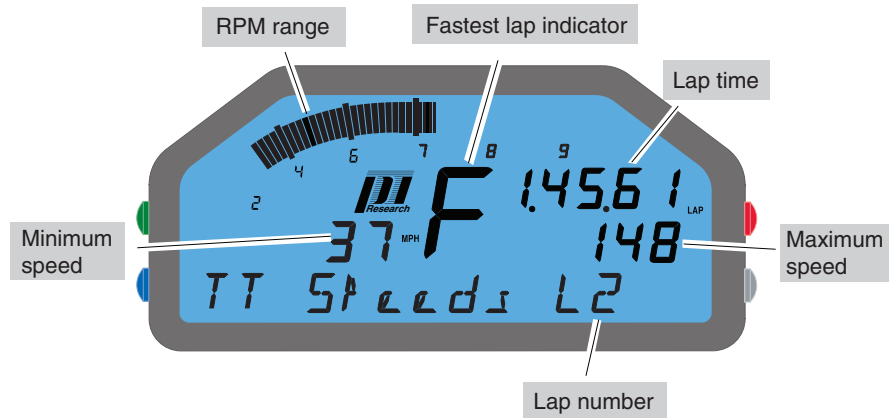 RPM range
Fastest lap indicator
Lap time
2 4 6 7 8 9
pi Research
F
1.45.61 LAP
Minimum speed
37 MPH
148
Maximum speed
TT Speeds L2
Lap number